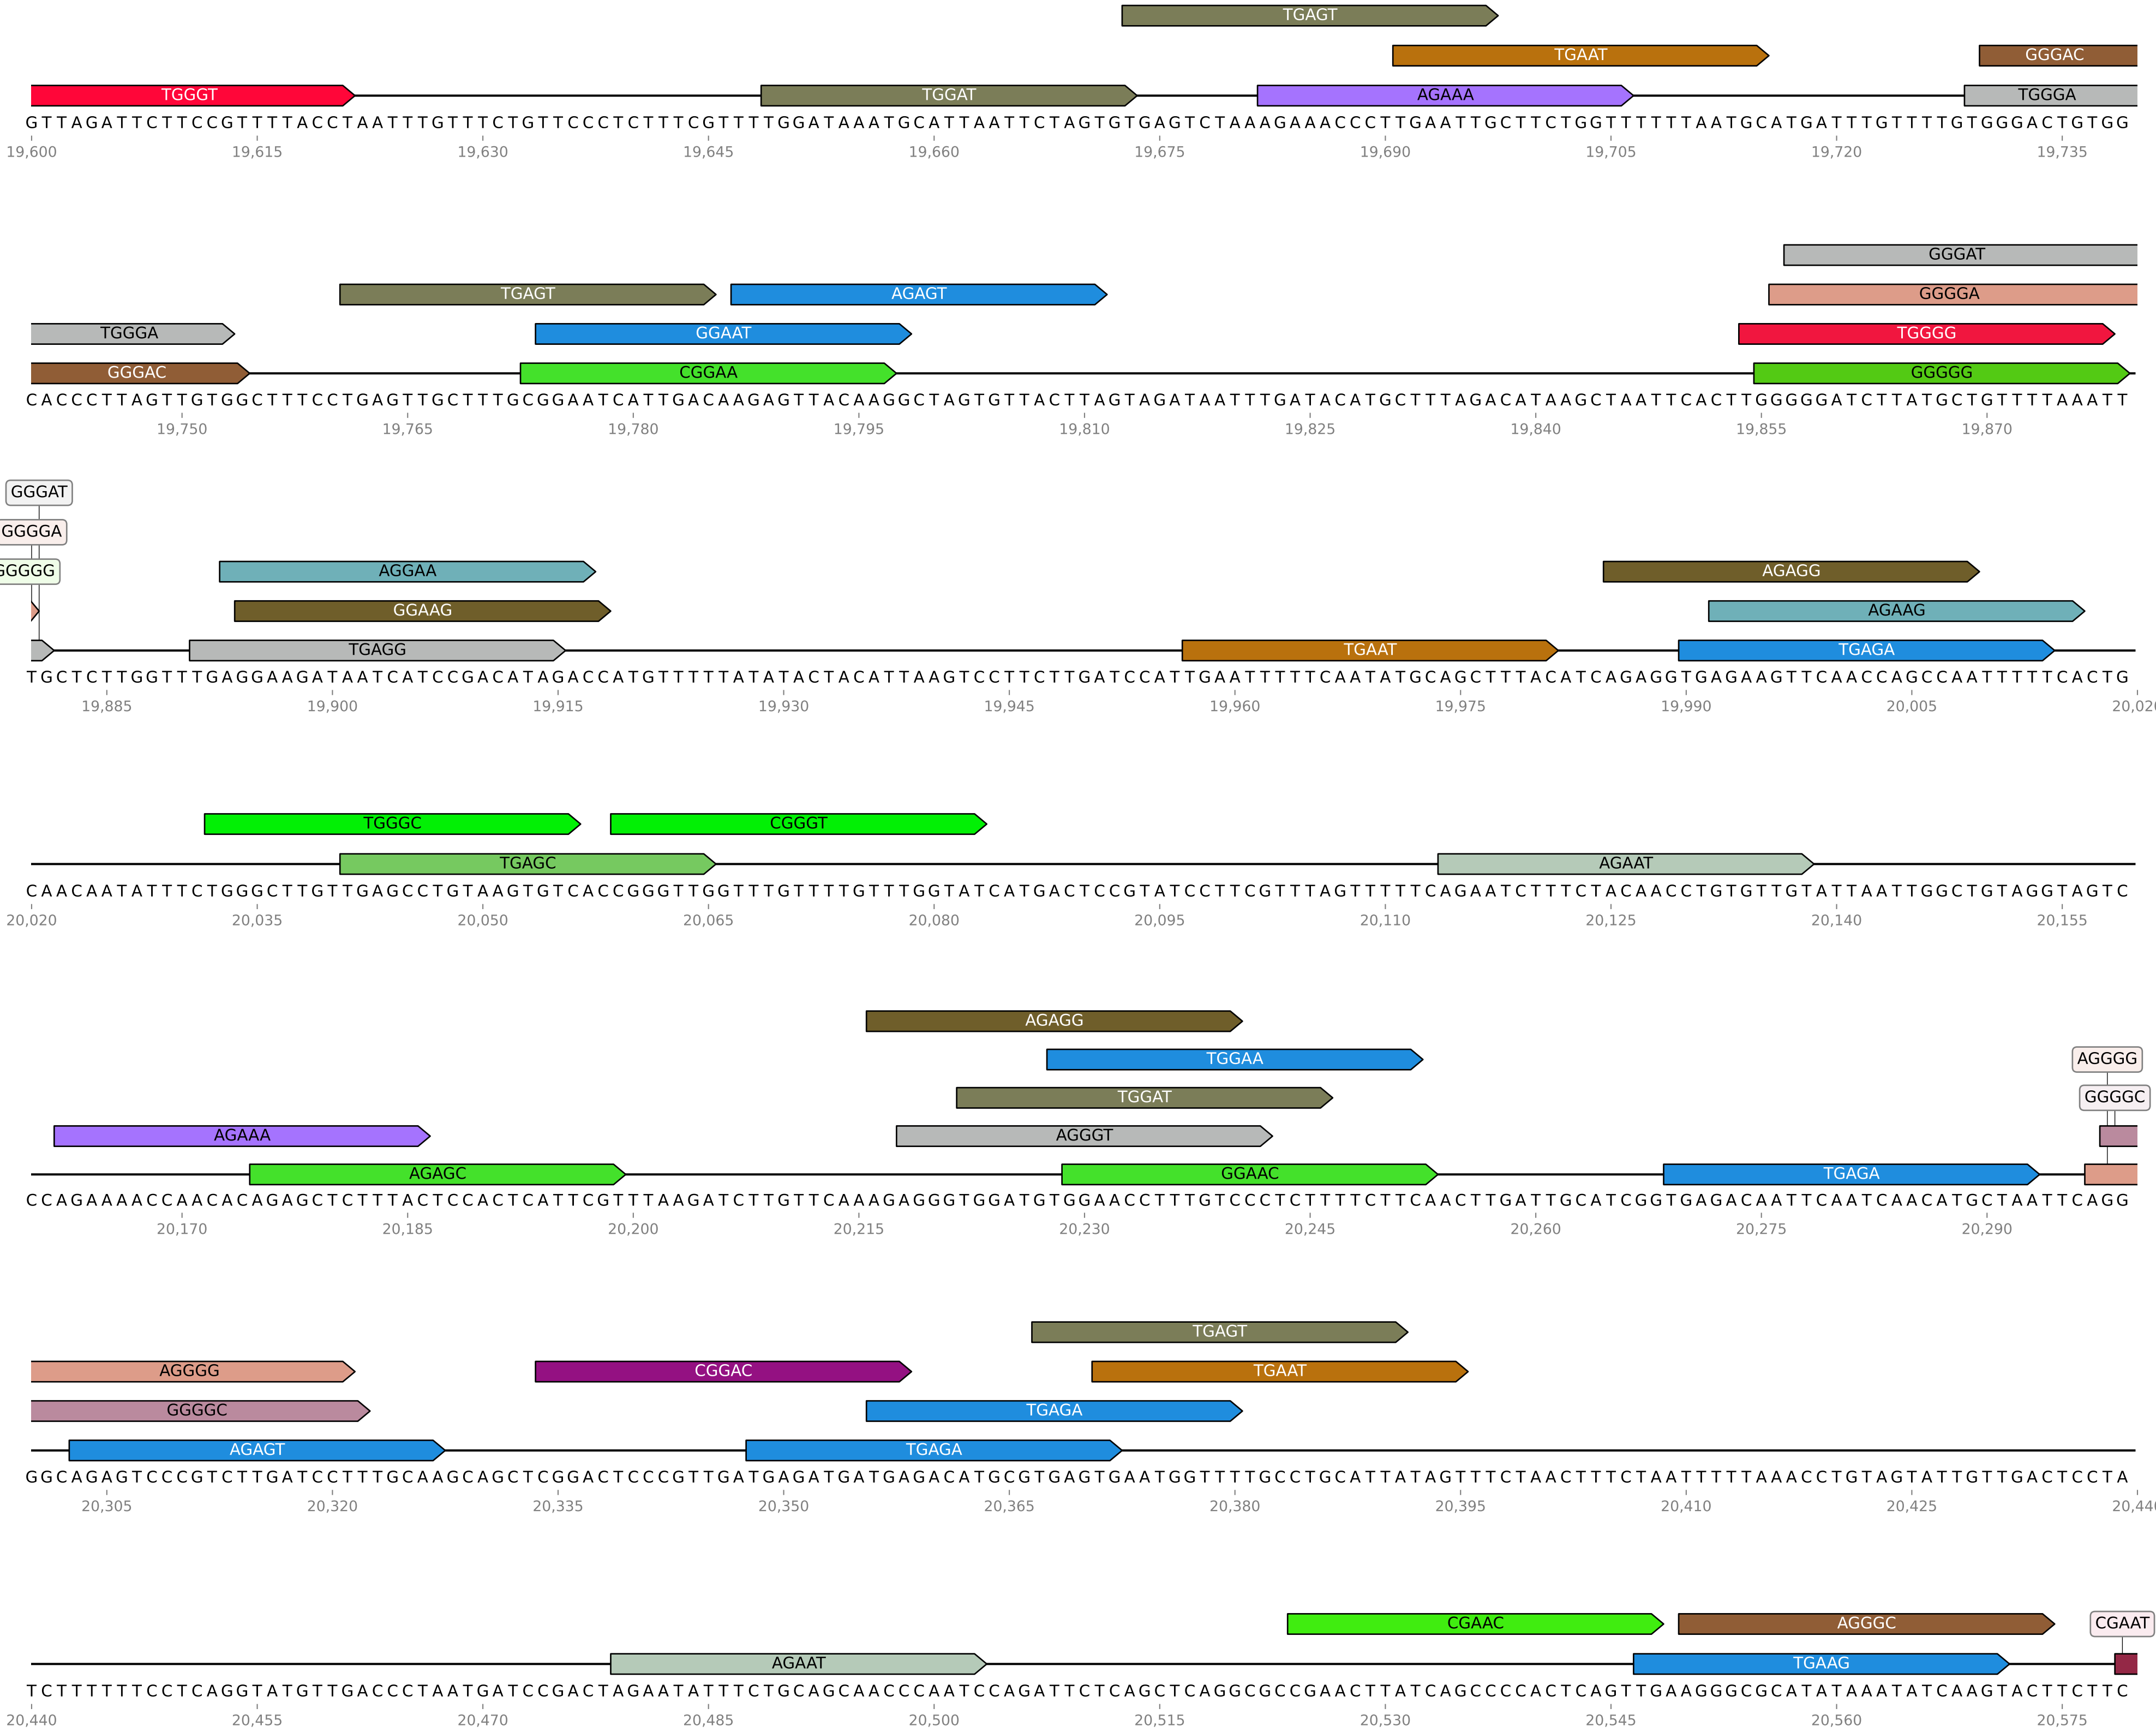 TGAGT
TGAAT GGGAC
TGGGT TGGAT AGAAA TGGGA
GTTAGATTCTTCCGTTTTACCTAATTTGTTTCTGTTCCCTCTTTCGTTTTGGATAAATGCATTAATTCTAGTGTGAGTCTAAAGAAACCCTTGAATTGCTTCTGGTTTTTTAATGCATGATTTGTTTTGTGGGACTGTGG
19,600 19,615 19,630 19,645 19,660 19,675 19,690 19,705 19,720 19,735
GGGAT
TGAGT AGAGT GGGGA
TGGGA GGAAT TGGGG
GGGAC CGGAA GGGGG
CACCCTTAGTTGTGGCTTTCCTGAGTTGCTTTGCGGAATCATTGACAAGAGTTACAAGGCTAGTGTTACTTAGTAGATAATTTGATACATGCTTTAGACATAAGCTAATTCACTTGGGGGATCTTATGCTGTTTTAAATT
19,750 19,765 19,780 19,795 19,810 19,825 19,840 19,855 19,870
GGGAT
GGGGA
GGGGG AGGAA AGAGG
GGAAG AGAAG
TGAGG TGAAT TGAGA
TGCTCTTGGTTTGAGGAAGATAATCATCCGACATAGACCATGTTTTTATATACTACATTAAGTCCTTCTTGATCCATTGAATTTTTCAATATGCAGCTTTACATCAGAGGTGAGAAGTTCAACCAGCCAATTTTTCACTG
19,885 19,900 19,915 19,930 19,945 19,960 19,975 19,990 20,005 20,020
TGGGC CGGGT
TGAGC AGAAT
CAACAATATTTCTGGGCTTGTTGAGCCTGTAAGTGTCACCGGGTTGGTTTGTTTTGTTTGGTATCATGACTCCGTATCCTTCGTTTAGTTTTTCAGAATCTTTCTACAACCTGTGTTGTATTAATTGGCTGTAGGTAGTC
20,020 20,035 20,050 20,065 20,080 20,095 20,110 20,125 20,140 20,155
AGAGG
TGGAA AGGGG
TGGAT GGGGC
AGAAA AGGGT
AGAGC GGAAC TGAGA
CCAGAAAACCAACACAGAGCTCTTTACTCCACTCATTCGTTTAAGATCTTGTTCAAAGAGGGTGGATGTGGAACCTTTGTCCCTCTTTTCTTCAACTTGATTGCATCGGTGAGACAATTCAATCAACATGCTAATTCAGG
20,170 20,185 20,200 20,215 20,230 20,245 20,260 20,275 20,290
TGAGT
AGGGG CGGAC TGAAT
GGGGC TGAGA
AGAGT TGAGA
GGCAGAGTCCCGTCTTGATCCTTTGCAAGCAGCTCGGACTCCCGTTGATGAGATGATGAGACATGCGTGAGTGAATGGTTTTGCCTGCATTATAGTTTCTAACTTTCTAATTTTTAAACCTGTAGTATTGTTGACTCCTA
20,305 20,320 20,335 20,350 20,365 20,380 20,395 20,410 20,425 20,440
CGAAC AGGGC CGAAT
AGAAT TGAAG
TCTTTTTTCCTCAGGTATGTTGACCCTAATGATCCGACTAGAATATTTCTGCAGCAACCCAATCCAGATTCTCAGCTCAGGCGCCGAACTTATCAGCCCCACTCAGTTGAAGGGCGCATATAAATATCAAGTACTTCTTC
20,440 20,455 20,470 20,485 20,500 20,515 20,530 20,545 20,560 20,575